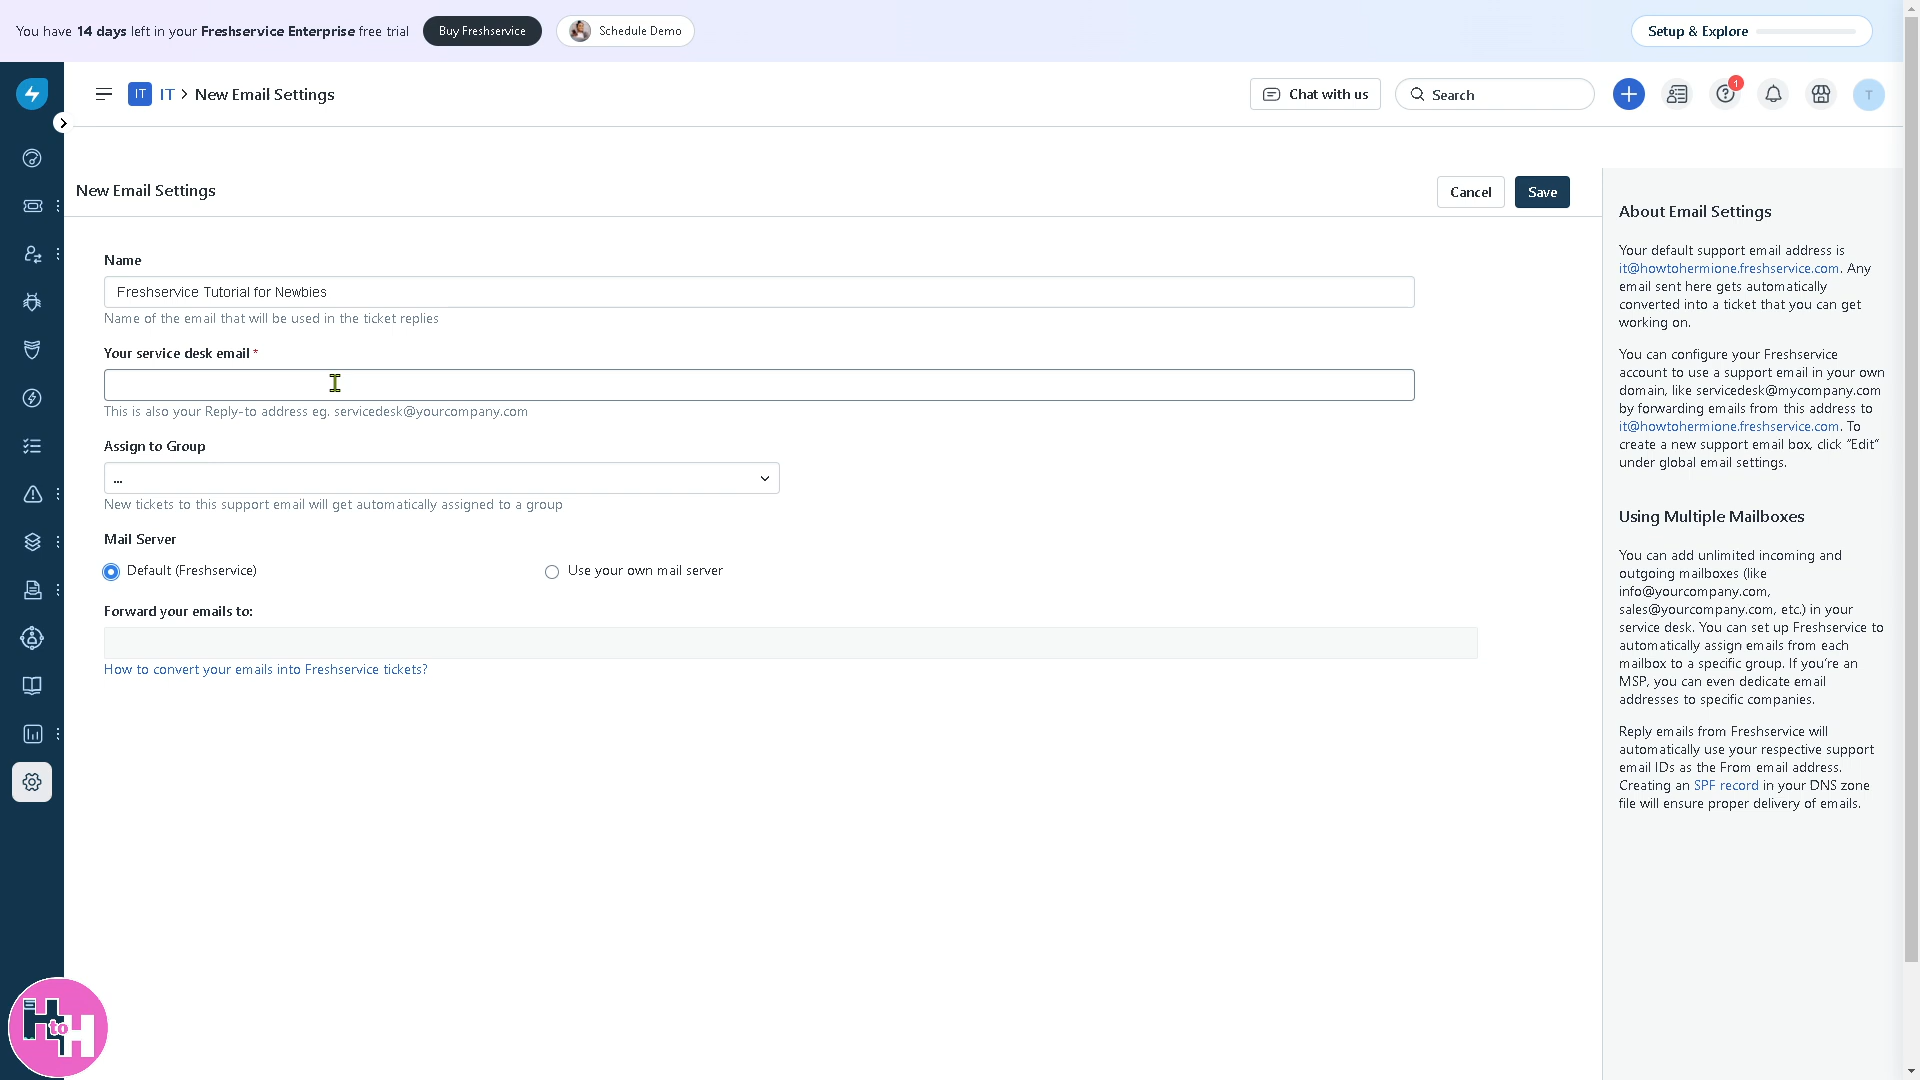 You have 14 days left in your Freshservice Enterprise free trial
Buy Freshservice
Schedule Demo
Setup & Explore
IT IT > New Email Settings
Chat with us
Search
1
T
New Email Settings
Cancel
Save
Name
Freshservice Tutorial for Newbies
Name of the email that will be used in the ticket replies
Your service desk email *
This is also your Reply-to address eg. servicedesk@yourcompany.com
Assign to Group
...
New tickets to this support email will get automatically assigned to a group
Mail Server
Default (Freshservice)
Use your own mail server
Forward your emails to:
How to convert your emails into Freshservice tickets?
About Email Settings
Your default support email address is
it@howtohermione.freshservice.com. Any
email sent here gets automatically
converted into a ticket that you can get
working on.
You can configure your Freshservice
account to use a support email in your own
domain, like servicedesk@mycompany.com
by forwarding emails from this address to
it@howtohermione.freshservice.com. To
create a new support email box, click "Edit"
under global email settings.
Using Multiple Mailboxes
You can add unlimited incoming and
outgoing mailboxes (like
info@yourcompany.com,
sales@yourcompany.com, etc.) in your
service desk. You can set up Freshservice to
automatically assign emails from each
mailbox to a specific group. If you're an
MSP, you can even dedicate email
addresses to specific companies.
Reply emails from Freshservice will
automatically use your respective support
email IDs as the From email address.
Creating an SPF record in your DNS zone
file will ensure proper delivery of emails.
H to H